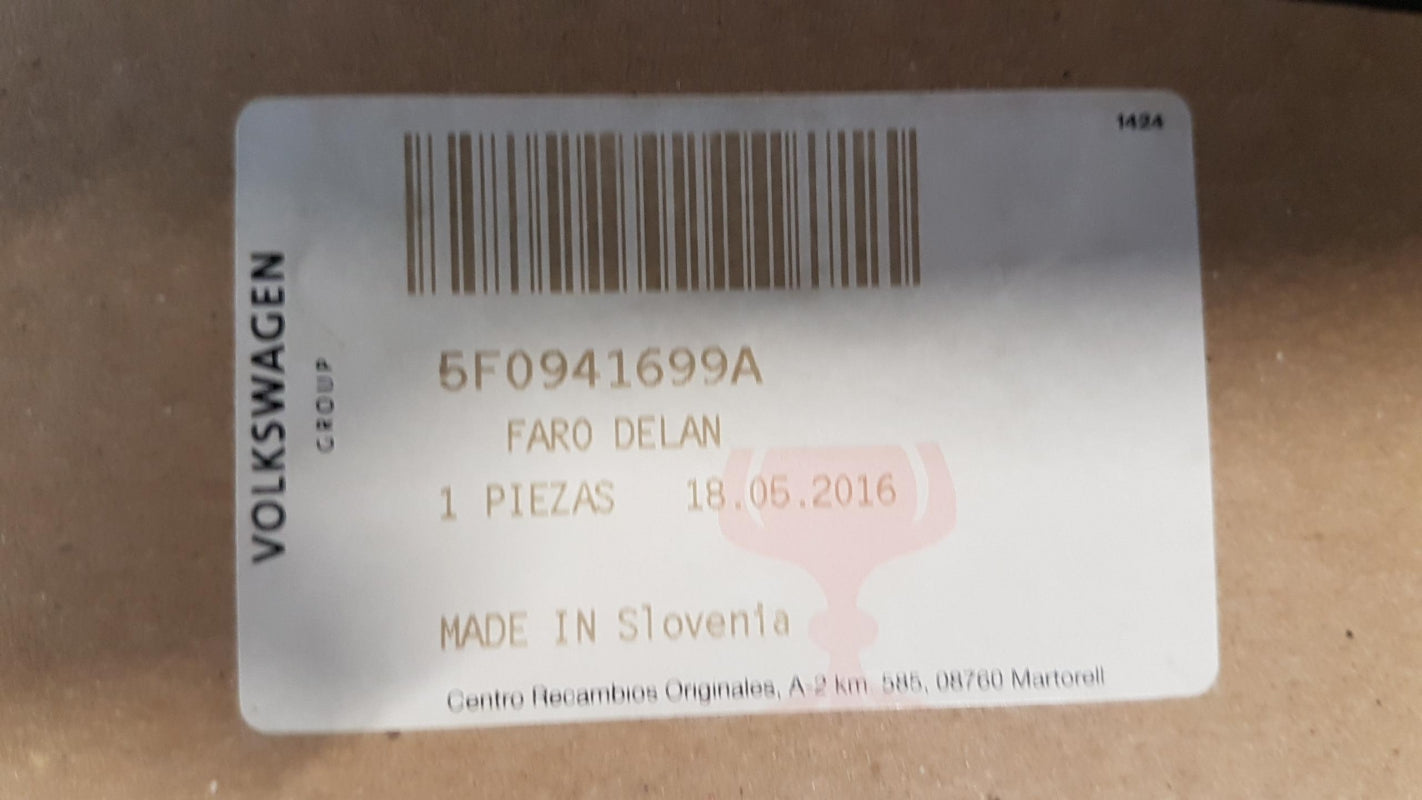 1424
VOLKSWAGEN
GROUP
5F0941699A
FARO DELAN
1 PIEZAS 18.05.2016
MADE IN Slovenia
Centro Recambios Originales, A-2 km 585, 08760 Martorell